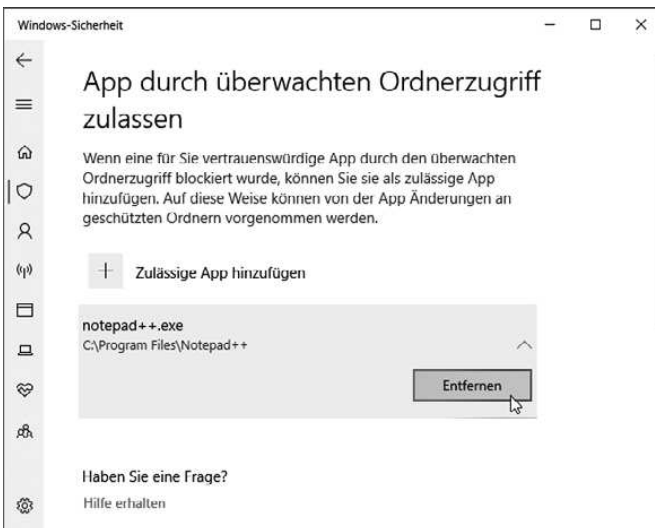 Windows-Sicherheit
App durch überwachten Ordnerzugriff
zulassen
Wenn eine für Sie vertrauenswürdige App durch den überwachten
Ordnerzugriff blockiert wurde, können Sie sie als zulässige App
hinzufügen. Auf diese Weise können von der App Änderungen an
geschützten Ordnern vorgenommen werden.
Zulässige App hinzufügen
notepad++.exe
C:\Program Files\Notepad++
Entfernen
Haben Sie eine Frage?
Hilfe erhalten